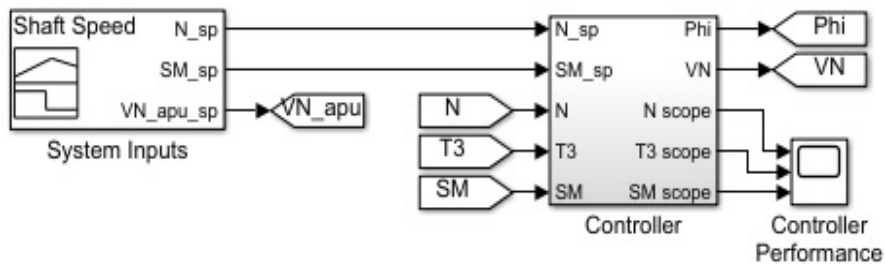 Shaft Speed
N_sp
SM_sp
VN_apu_sp
System Inputs
VN_apu
N
T3
SM
N_sp
SM_sp
N
T3
SM
Phi
VN
N scope
T3 scope
SM scope
Controller
Phi
VN
Controller
Performance